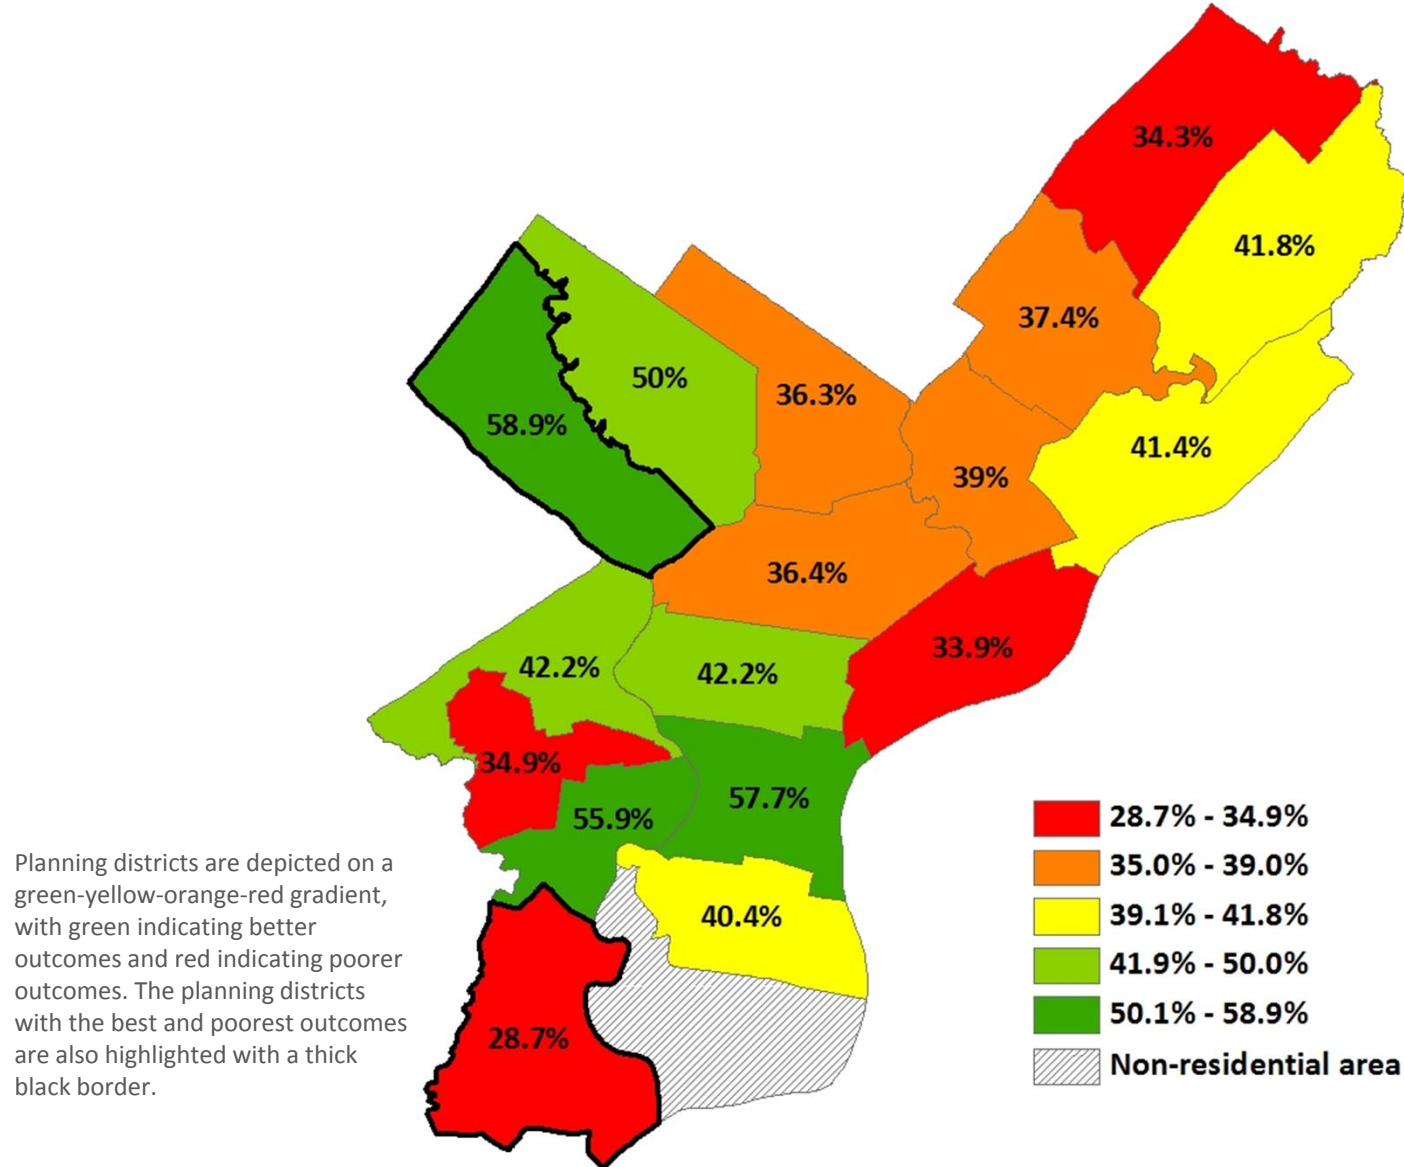 34.3%
41.8%
37.4%
50%
36.3%
58.9%
41.4%
39%
36.4%
33.9%
42.2%
42.2%
34.9%
57.7%
55.9%
40.4%
28.7%
28.7% - 34.9%
35.0% - 39.0%
39.1% - 41.8%
41.9% - 50.0%
50.1% - 58.9%
Non-residential area
Planning districts are depicted on a
green-yellow-orange-red gradient,
with green indicating better
outcomes and red indicating poorer
outcomes. The planning districts
with the best and poorest outcomes
are also highlighted with a thick
black border.